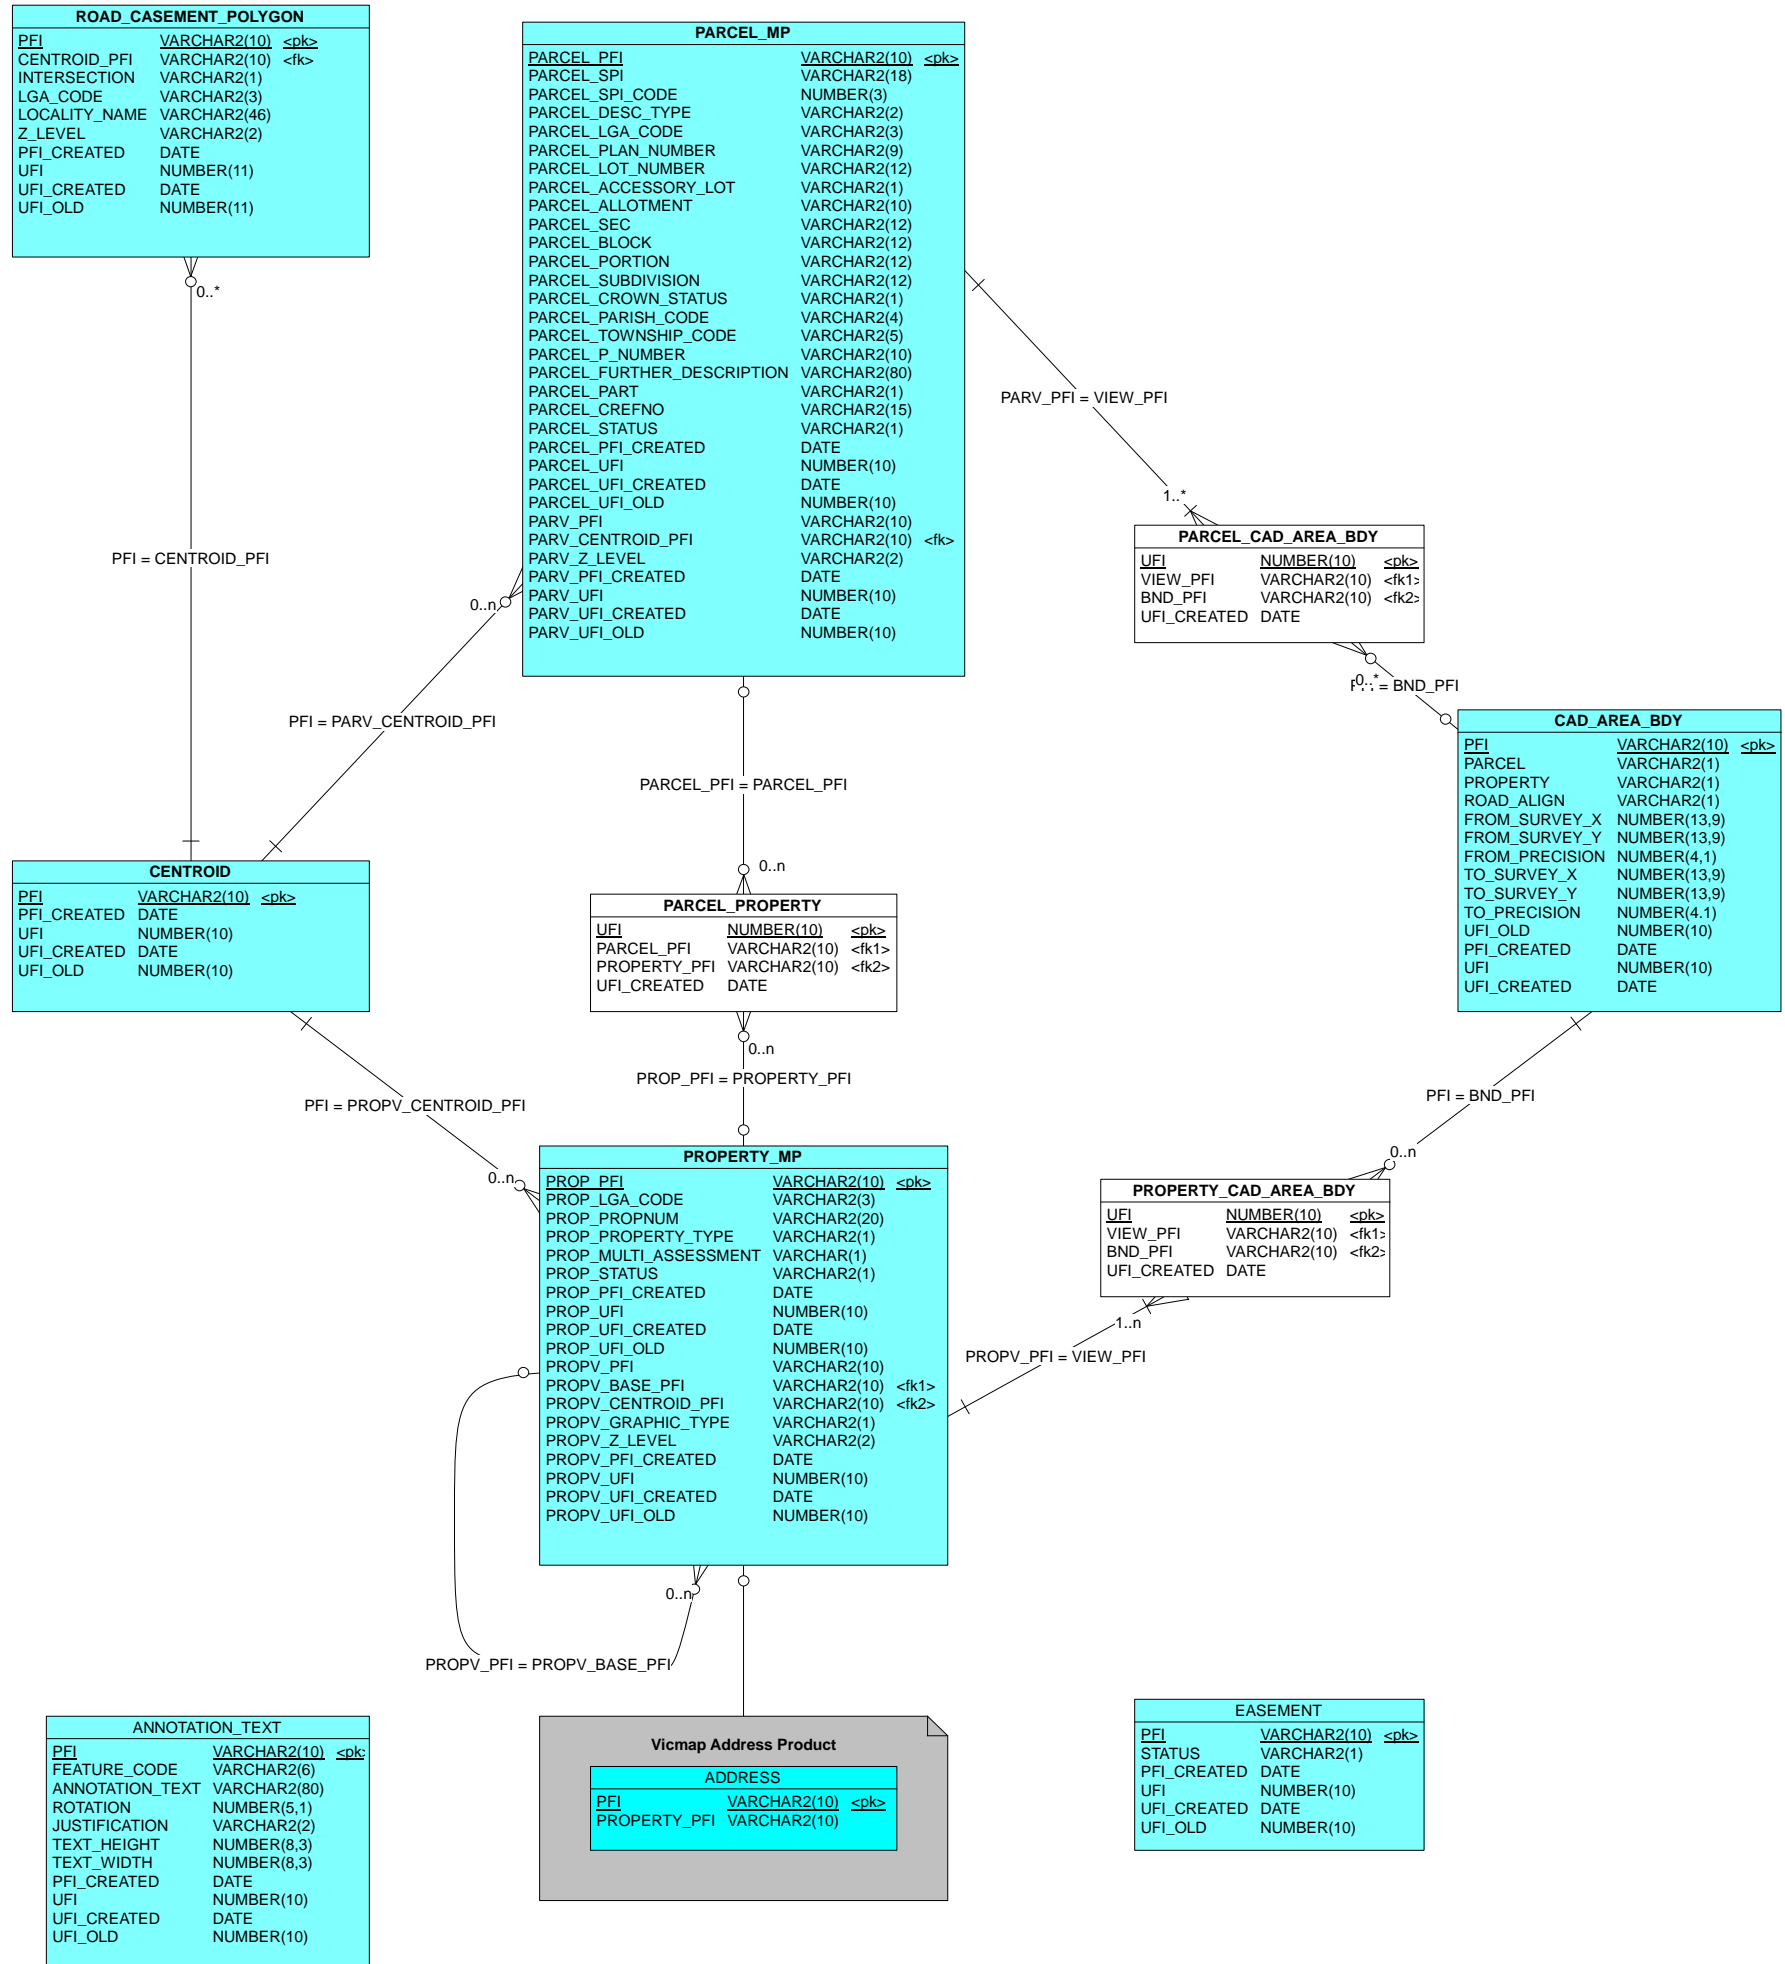 ROAD_CASEMENT_POLYGON
PFI VARCHAR2(10) <pk>
CENTROID_PFI VARCHAR2(10) <fk>
INTERSECTION VARCHAR2(1)
LGA_CODE VARCHAR2(3)
LOCALITY_NAME VARCHAR2(46)
Z_LEVEL VARCHAR2(2)
PFI_CREATED DATE
UFI NUMBER(11)
UFI_CREATED DATE
UFI_OLD NUMBER(11)
0..*
PFI = CENTROID_PFI
PARCEL_MP
PARCEL_PFI VARCHAR2(10) <pk>
PARCEL_SPI VARCHAR2(18)
PARCEL_SPI_CODE NUMBER(3)
PARCEL_DESC_TYPE VARCHAR2(2)
PARCEL_LGA_CODE VARCHAR2(3)
PARCEL_PLAN_NUMBER VARCHAR2(9)
PARCEL_LOT_NUMBER VARCHAR2(12)
PARCEL_ACCESSORY_LOT VARCHAR2(1)
PARCEL_ALLOTMENT VARCHAR2(10)
PARCEL_SEC VARCHAR2(12)
PARCEL_BLOCK VARCHAR2(12)
PARCEL_PORTION VARCHAR2(12)
PARCEL_SUBDIVISION VARCHAR2(12)
PARCEL_CROWN_STATUS VARCHAR2(1)
PARCEL_PARISH_CODE VARCHAR2(4)
PARCEL_TOWNSHIP_CODE VARCHAR2(5)
PARCEL_P_NUMBER VARCHAR2(10)
PARCEL_FURTHER_DESCRIPTION VARCHAR2(80)
PARCEL_PART VARCHAR2(1)
PARCEL_CREFNO VARCHAR2(15)
PARCEL_STATUS VARCHAR2(1)
PARCEL_PFI_CREATED DATE
PARCEL_UFI NUMBER(10)
PARCEL_UFI_CREATED DATE
PARCEL_UFI_OLD NUMBER(10)
PARV_PFI VARCHAR2(10)
PARV_CENTROID_PFI VARCHAR2(10) <fk>
PARV_Z_LEVEL VARCHAR2(2)
PARV_PFI_CREATED DATE
PARV_UFI NUMBER(10)
PARV_UFI_CREATED DATE
PARV_UFI_OLD NUMBER(10)
0..n
PFI = PARV_CENTROID_PFI
PARV_PFI = VIEW_PFI
1..*
PARCEL_CAD_AREA_BDY
UFI NUMBER(10) <pk>
VIEW_PFI VARCHAR2(10) <fk1>
BND_PFI VARCHAR2(10) <fk2>
UFI_CREATED DATE
0..*
= BND_PFI
CAD_AREA_BDY
PFI VARCHAR2(10) <pk>
PARCEL VARCHAR2(1)
PROPERTY VARCHAR2(1)
ROAD_ALIGN VARCHAR2(1)
FROM_SURVEY_X NUMBER(13,9)
FROM_SURVEY_Y NUMBER(13,9)
FROM_PRECISION NUMBER(4,1)
TO_SURVEY_X NUMBER(13,9)
TO_SURVEY_Y NUMBER(13,9)
TO_PRECISION NUMBER(4.1)
UFI_OLD NUMBER(10)
PFI_CREATED DATE
UFI NUMBER(10)
UFI_CREATED DATE
PARCEL_PFI = PARCEL_PFI
0..n
CENTROID
PFI VARCHAR2(10) <pk>
PFI_CREATED DATE
UFI NUMBER(10)
UFI_CREATED DATE
UFI_OLD NUMBER(10)
PARCEL_PROPERTY
UFI NUMBER(10) <pk>
PARCEL_PFI VARCHAR2(10) <fk1>
PROPERTY_PFI VARCHAR2(10) <fk2>
UFI_CREATED DATE
0..n
PROP_PFI = PROPERTY_PFI
PFI = PROPV_CENTROID_PFI
0..n
PFI = BND_PFI
0..n
PROPERTY_MP
PROP_PFI VARCHAR2(10) <pk>
PROP_LGA_CODE VARCHAR2(3)
PROP_PROPNUM VARCHAR2(20)
PROP_PROPERTY_TYPE VARCHAR2(1)
PROP_MULTI_ASSESSMENT VARCHAR(1)
PROP_STATUS VARCHAR2(1)
PROP_PFI_CREATED DATE
PROP_UFI NUMBER(10)
PROP_UFI_CREATED DATE
PROP_UFI_OLD NUMBER(10)
PROPV_PFI VARCHAR2(10)
PROPV_BASE_PFI VARCHAR2(10) <fk1>
PROPV_CENTROID_PFI VARCHAR2(10) <fk2>
PROPV_GRAPHIC_TYPE VARCHAR2(1)
PROPV_Z_LEVEL VARCHAR2(2)
PROPV_PFI_CREATED DATE
PROPV_UFI NUMBER(10)
PROPV_UFI_CREATED DATE
PROPV_UFI_OLD NUMBER(10)
PROPERTY_CAD_AREA_BDY
UFI NUMBER(10) <pk>
VIEW_PFI VARCHAR2(10) <fk1>
BND_PFI VARCHAR2(10) <fk2>
UFI_CREATED DATE
1..n
PROPV_PFI = VIEW_PFI
0..n
PROPV_PFI = PROPV_BASE_PFI
ANNOTATION_TEXT
PFI VARCHAR2(10) <pk>
FEATURE_CODE VARCHAR2(6)
ANNOTATION_TEXT VARCHAR2(80)
ROTATION NUMBER(5,1)
JUSTIFICATION VARCHAR2(2)
TEXT_HEIGHT NUMBER(8,3)
TEXT_WIDTH NUMBER(8,3)
PFI_CREATED DATE
UFI NUMBER(10)
UFI_CREATED DATE
UFI_OLD NUMBER(10)
Vicmap Address Product
ADDRESS
PFI VARCHAR2(10) <pk>
PROPERTY_PFI VARCHAR2(10)
EASEMENT
PFI VARCHAR2(10) <pk>
STATUS VARCHAR2(1)
PFI_CREATED DATE
UFI NUMBER(10)
UFI_CREATED DATE
UFI_OLD NUMBER(10)